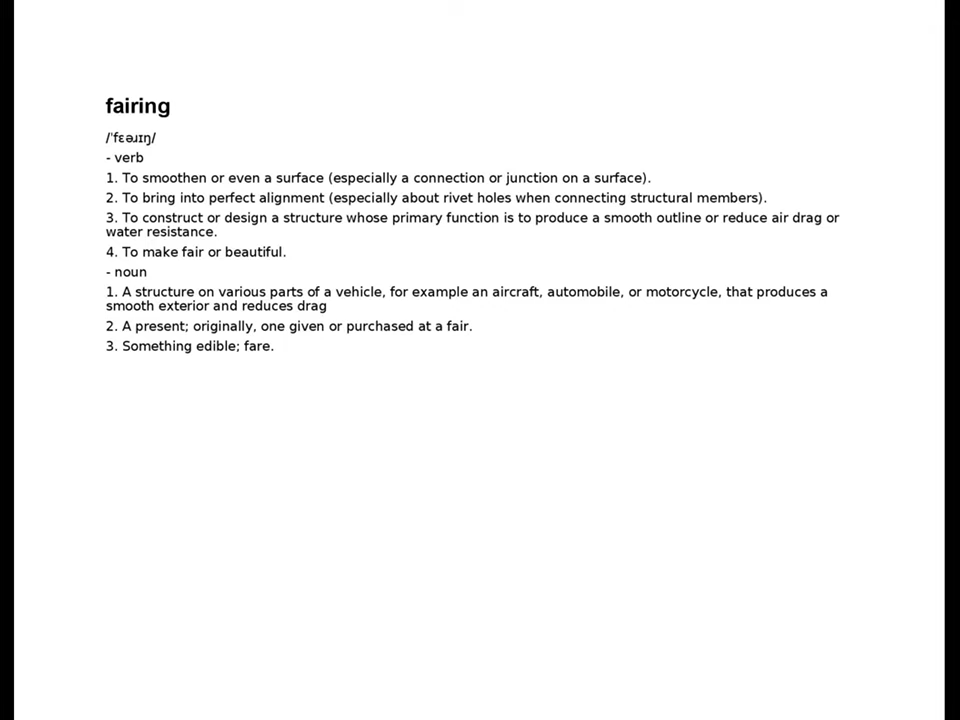 fairing
/ˈfɛəɹɪŋ/
- verb
1. To smoothen or even a surface (especially a connection or junction on a surface).
2. To bring into perfect alignment (especially about rivet holes when connecting structural members).
3. To construct or design a structure whose primary function is to produce a smooth outline or reduce air drag or
water resistance.
4. To make fair or beautiful.
- noun
1. A structure on various parts of a vehicle, for example an aircraft, automobile, or motorcycle, that produces a
smooth exterior and reduces drag
2. A present; originally, one given or purchased at a fair.
3. Something edible; fare.